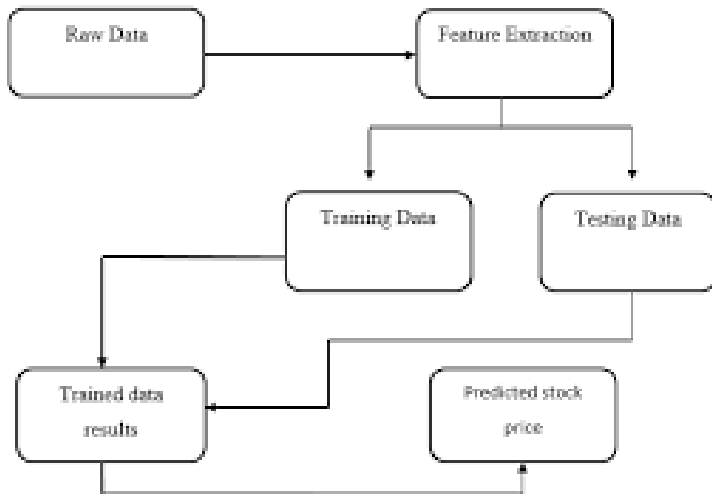 Raw Data
Feature Extraction
Training Data
Testing Data
Trained data
results
Predicted stock
price